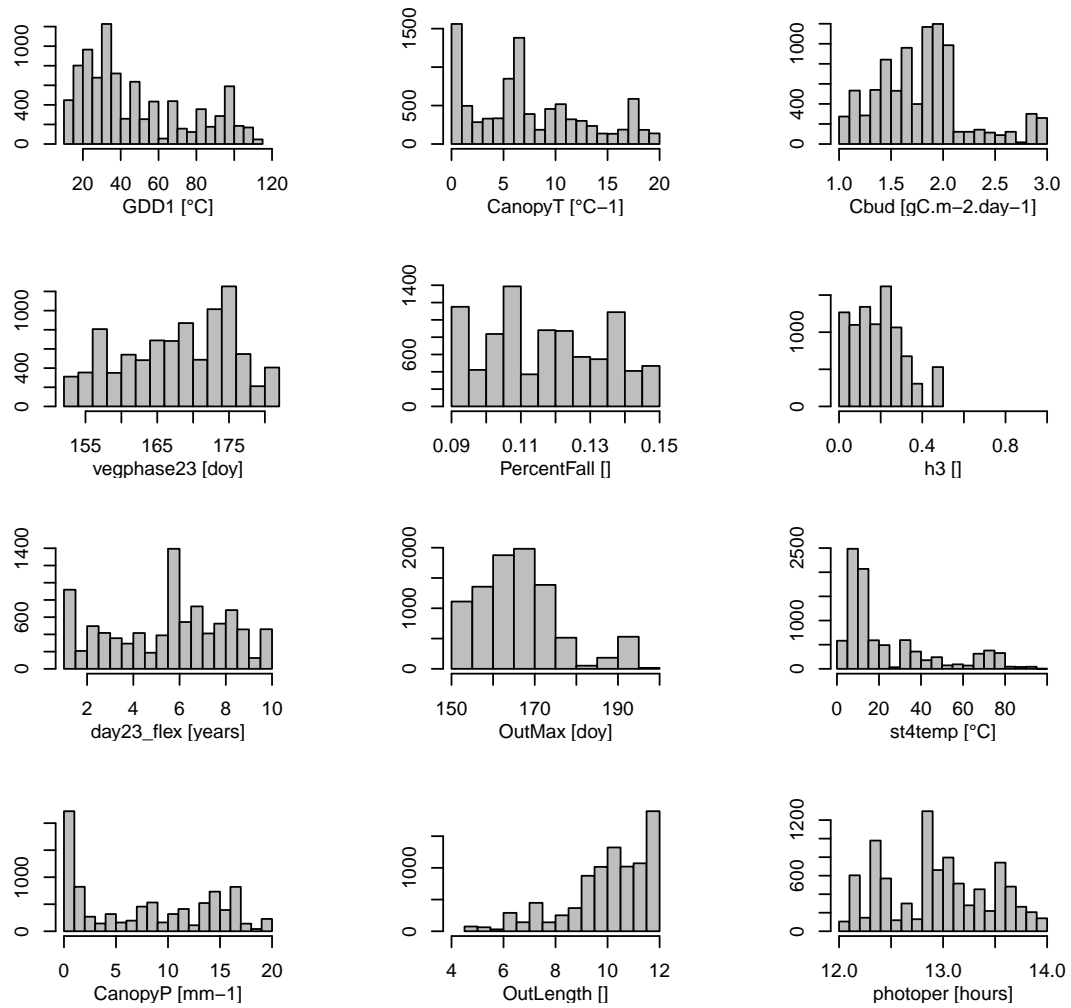 0 400 1000
20 40 60 80 120
GDD1 [°C]
0 500 1500
0 5 10 15 20
CanopyT [°C−1]
0 400 1000
1.0 1.5 2.0 2.5 3.0
Cbud [gC.m−2.day−1]
0 400 1000
155 165 175
vegphase23 [doy]
0 600 1400
0.09 0.11 0.13 0.15
PercentFall []
0 1000
0.0 0.4 0.8
h3 []
0 600 1400
2 4 6 8 10
day23_flex [years]
0 1000 2000
150 170 190
OutMax [doy]
0 1000 2500
0 20 40 60 80
st4temp [°C]
0 1000
0 5 10 15 20
CanopyP [mm−1]
0 1000
4 6 8 10 12
OutLength []
0 600 1200
12.0 13.0 14.0
photoper [hours]